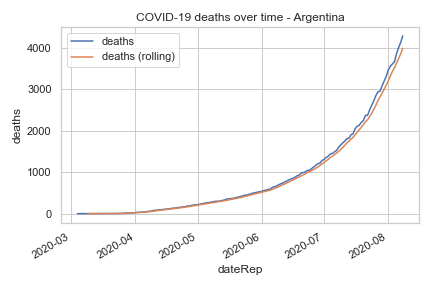 COVID-19 deaths over time - Argentina
deaths
deaths (rolling)
4000
3000
2000
1000
0
deaths
2020-03
2020-04
2020-05
2020-06
2020-07
2020-08
dateRep